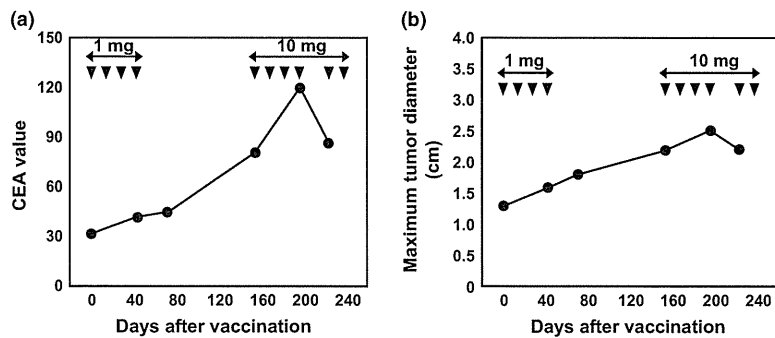 (a)
150
120
90
60
30
0
CEA value
1 mg
10 mg
0 40 80 120 160 200 240
Days after vaccination
(b)
4.0
3.5
3.0
2.5
2.0
1.5
1.0
0.5
0
Maximum tumor diameter
(cm)
1 mg
10 mg
0 40 80 120 160 200 240
Days after vaccination